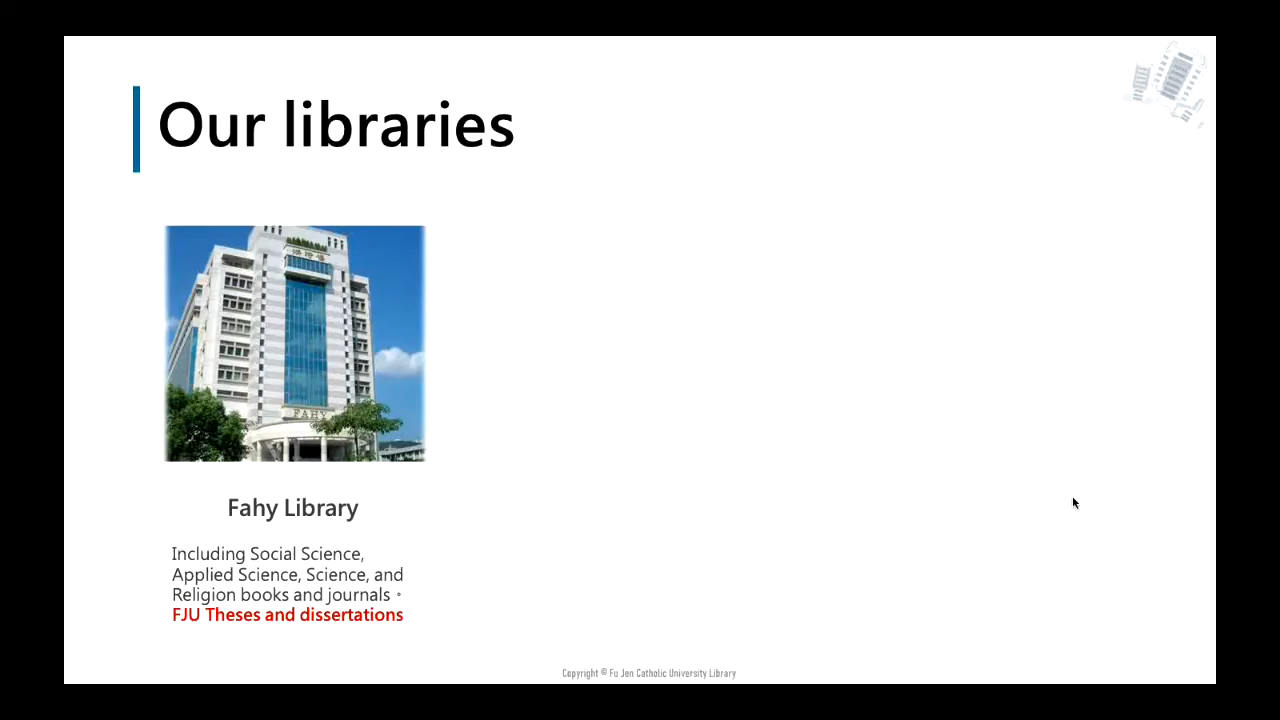 Our libraries
FAHY
Fahy Library
Including Social Science,
Applied Science, Science, and
Religion books and journals。
FJU Theses and dissertations
Copyright © Fu Jen Catholic University Library